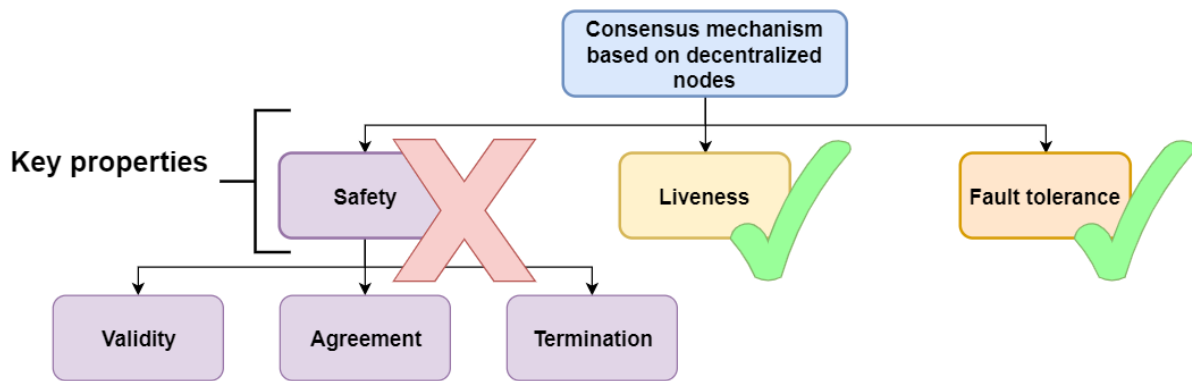 Consensus mechanism
based on decentralized
nodes
Key properties
Safety
Liveness
Fault tolerance
Validity
Agreement
Termination